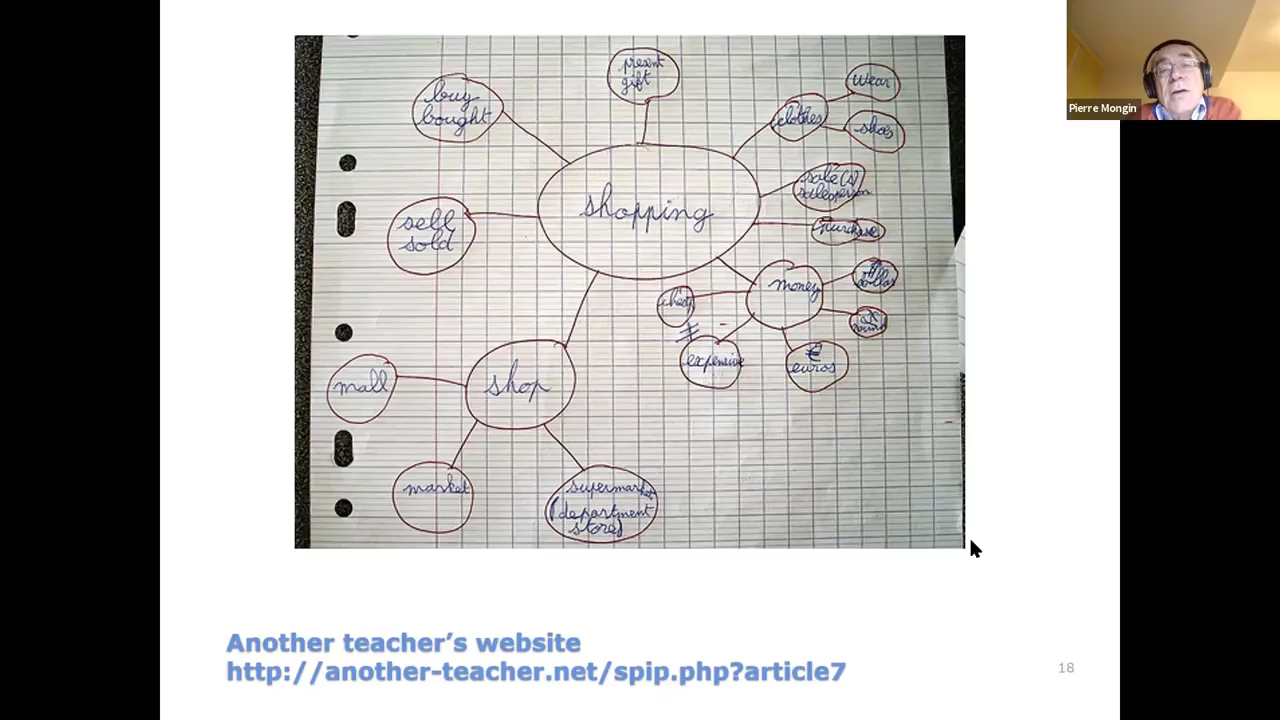 present
gift
wear
buy
bought
clothes
shoes
sale(s)
salesperson
shopping
purchase
sell
sold
money
$
dollar
£
cheap
≠
expensive
€
euros
mall
shop
market
supermarket
(department
store)
Pierre Mongin
Another teacher’s website
http://another-teacher.net/spip.php?article7
18